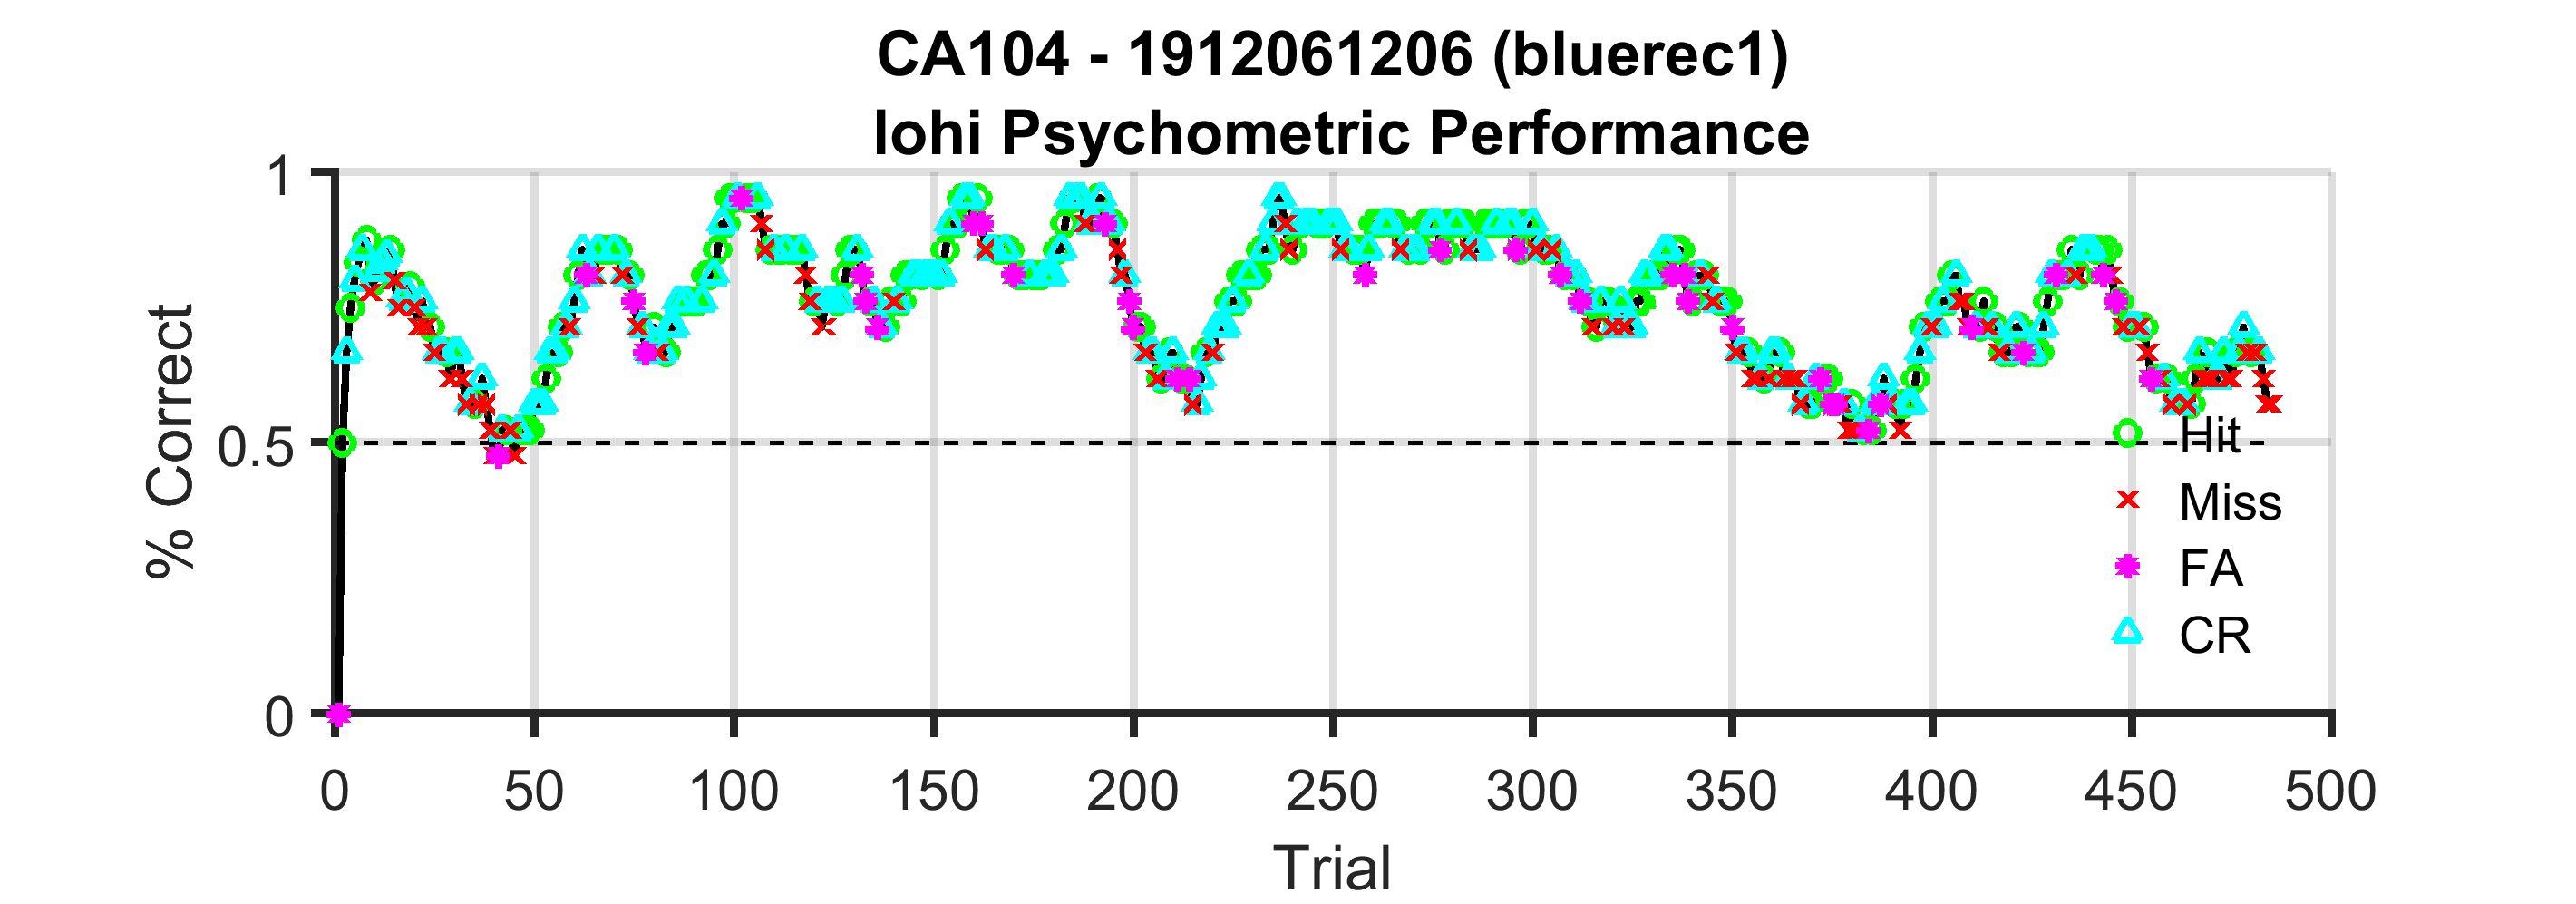 CA104 - 1912061206 (bluerec1)
lohi Psychometric Performance
1
0.5
0
% Correct
Hit
Miss
FA
CR
0 50 100 150 200 250 300 350 400 450 500
Trial